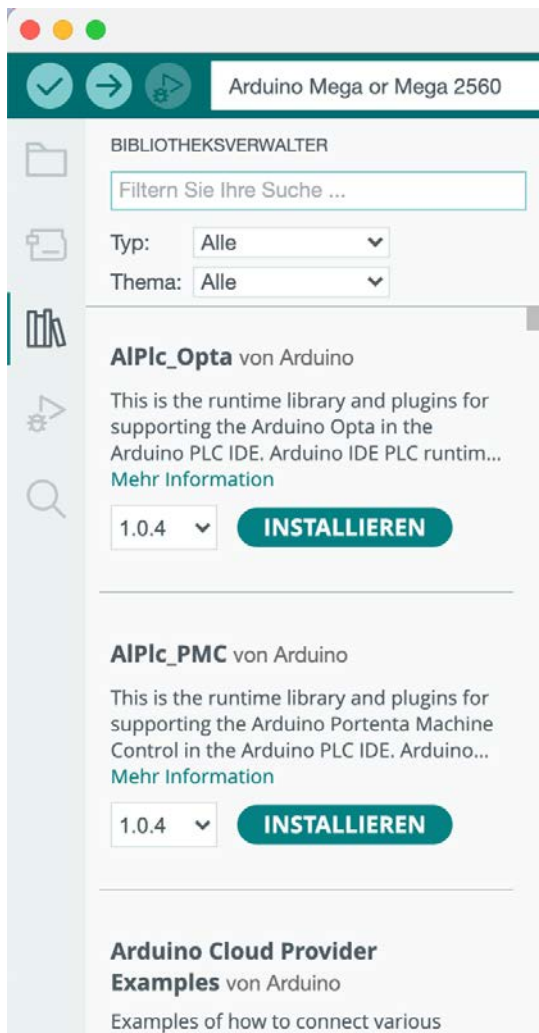 Arduino Mega or Mega 2560
BIBLIOTHEKSVERWALTER
Filtern Sie Ihre Suche ...
Typ: Alle
Thema: Alle
AlPlc_Opta von Arduino
This is the runtime library and plugins for
supporting the Arduino Opta in the
Arduino PLC IDE. Arduino IDE PLC runtim...
Mehr Information
1.0.4 INSTALLIEREN
AlPlc_PMC von Arduino
This is the runtime library and plugins for
supporting the Arduino Portenta Machine
Control in the Arduino PLC IDE. Arduino...
Mehr Information
1.0.4 INSTALLIEREN
Arduino Cloud Provider
Examples von Arduino
Examples of how to connect various